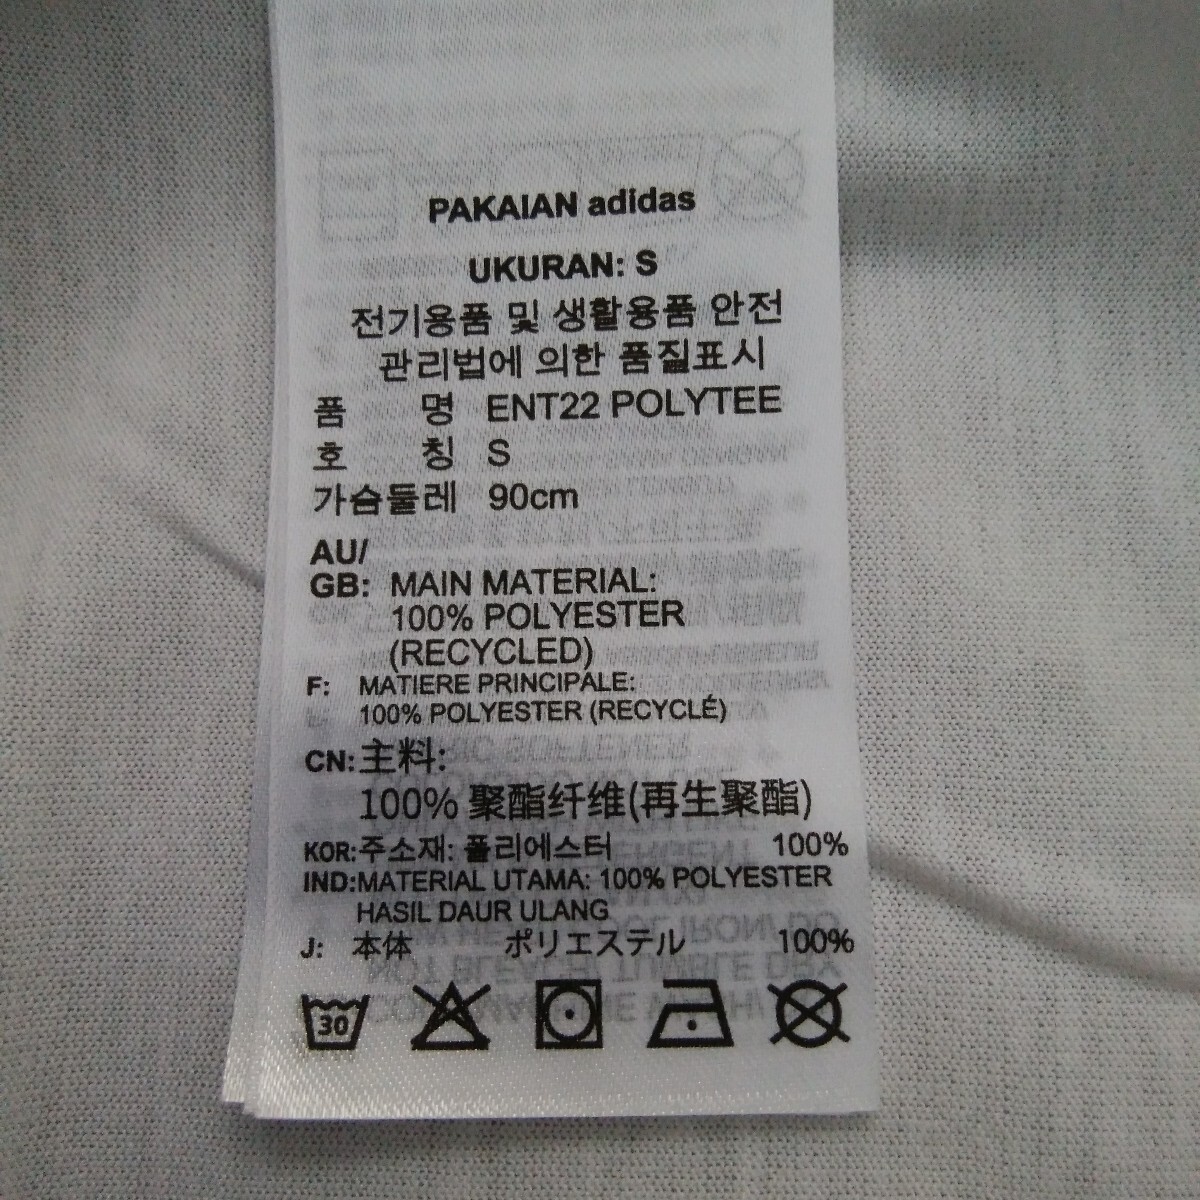 PAKAIAN adidas
UKURAN: S
전기용품 및 생활용품 안전
관리법에 의한 품질표시
품 명 ENT22 POLYTEE
호 칭 S
가슴둘레 90cm
AU/
GB: MAIN MATERIAL:
100% POLYESTER
(RECYCLED)
F: MATIERE PRINCIPALE:
100% POLYESTER (RECYCLÉ)
CN: 主料:
100% 聚酯纤维(再生聚酯)
KOR: 주소재: 폴리에스터 100%
IND: MATERIAL UTAMA: 100% POLYESTER
HASIL DAUR ULANG
J: 本体 ポリエステル 100%
30